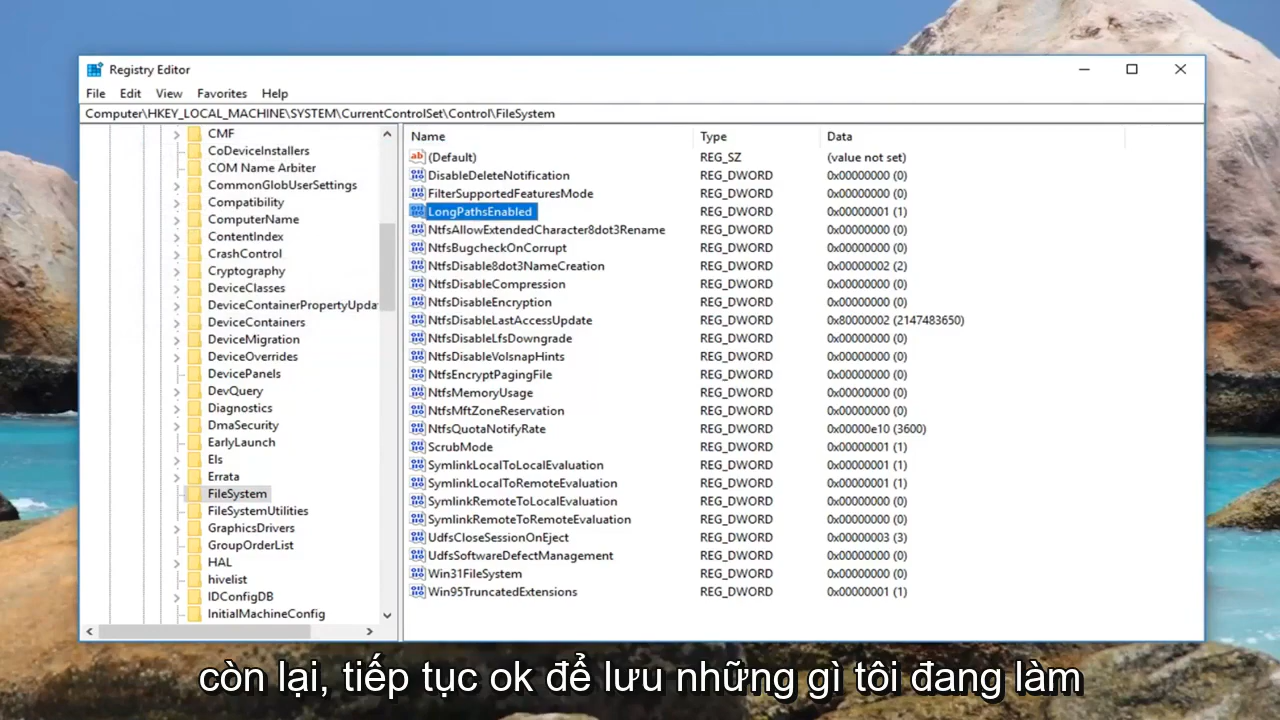 Registry Editor
File Edit View Favorites Help
Computer\HKEY_LOCAL_MACHINE\SYSTEM\CurrentControlSet\Control\FileSystem
CMF
CoDeviceInstallers
COM Name Arbiter
CommonGlobUserSettings
Compatibility
ComputerName
ContentIndex
CrashControl
Cryptography
DeviceClasses
DeviceContainerPropertyUpda
DeviceContainers
DeviceMigration
DeviceOverrides
DevicePanels
DevQuery
Diagnostics
DmaSecurity
EarlyLaunch
Els
Errata
FileSystem
FileSystemUtilities
GraphicsDrivers
GroupOrderList
HAL
hivelist
IDConfigDB
InitialMachineConfig
Name Type Data
ab (Default) REG_SZ (value not set)
DisableDeleteNotification REG_DWORD 0x00000000 (0)
FilterSupportedFeaturesMode REG_DWORD 0x00000000 (0)
LongPathsEnabled REG_DWORD 0x00000001 (1)
NtfsAllowExtendedCharacter8dot3Rename REG_DWORD 0x00000000 (0)
NtfsBugcheckOnCorrupt REG_DWORD 0x00000000 (0)
NtfsDisable8dot3NameCreation REG_DWORD 0x00000002 (2)
NtfsDisableCompression REG_DWORD 0x00000000 (0)
NtfsDisableEncryption REG_DWORD 0x00000000 (0)
NtfsDisableLastAccessUpdate REG_DWORD 0x80000002 (2147483650)
NtfsDisableLfsDowngrade REG_DWORD 0x00000000 (0)
NtfsDisableVolsnapHints REG_DWORD 0x00000000 (0)
NtfsEncryptPagingFile REG_DWORD 0x00000000 (0)
NtfsMemoryUsage REG_DWORD 0x00000000 (0)
NtfsMftZoneReservation REG_DWORD 0x00000000 (0)
NtfsQuotaNotifyRate REG_DWORD 0x00000e10 (3600)
ScrubMode REG_DWORD 0x00000001 (1)
SymlinkLocalToLocalEvaluation REG_DWORD 0x00000001 (1)
SymlinkLocalToRemoteEvaluation REG_DWORD 0x00000001 (1)
SymlinkRemoteToLocalEvaluation REG_DWORD 0x00000000 (0)
SymlinkRemoteToRemoteEvaluation REG_DWORD 0x00000000 (0)
UdfsCloseSessionOnEject REG_DWORD 0x00000003 (3)
UdfsSoftwareDefectManagement REG_DWORD 0x00000000 (0)
Win31FileSystem REG_DWORD 0x00000000 (0)
Win95TruncatedExtensions REG_DWORD 0x00000001 (1)
còn lại, tiếp tục ok để lưu những gì tôi đang làm